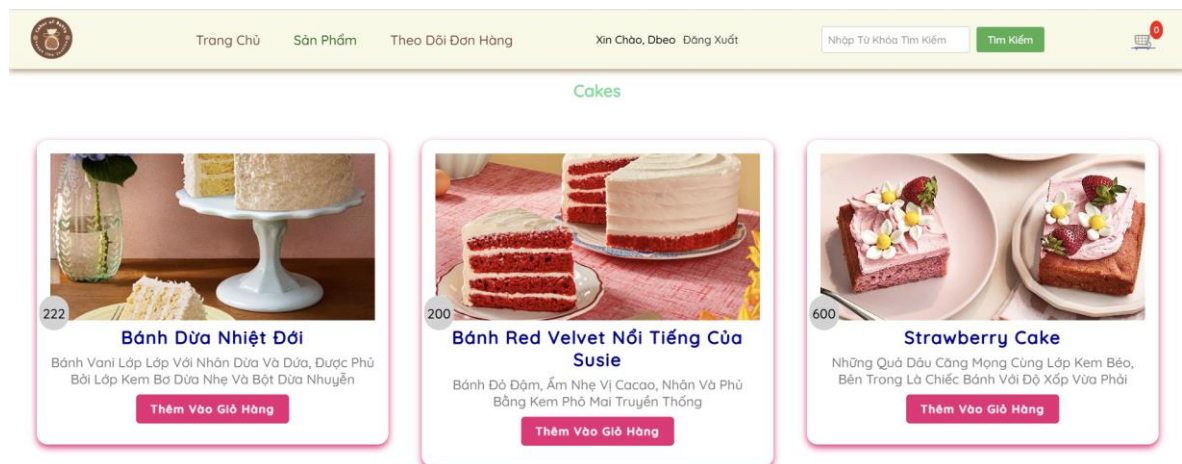 Trang Chủ Sản Phẩm Theo Dõi Đơn Hàng Xin Chào, Dbeo Đăng Xuất Nhập Từ Khóa Tìm Kiếm Tìm Kiếm 0
Cakes
222
Bánh Dừa Nhiệt Đới
Bánh Vani Lớp Lớp Với Nhân Dừa Và Dứa, Được Phủ
Bởi Lớp Kem Bơ Dừa Nhẹ Và Bột Dừa Nhuyễn
Thêm Vào Giỏ Hàng
200
Bánh Red Velvet Nổi Tiếng Của
Susie
Bánh Đỏ Đậm, Ẩm Nhẹ Vị Cacao, Nhân Và Phủ
Bằng Kem Phô Mai Truyền Thống
Thêm Vào Giỏ Hàng
600
Strawberry Cake
Những Quả Dâu Căng Mọng Cùng Lớp Kem Béo,
Bên Trong Là Chiếc Bánh Với Độ Xốp Vừa Phải
Thêm Vào Giỏ Hàng